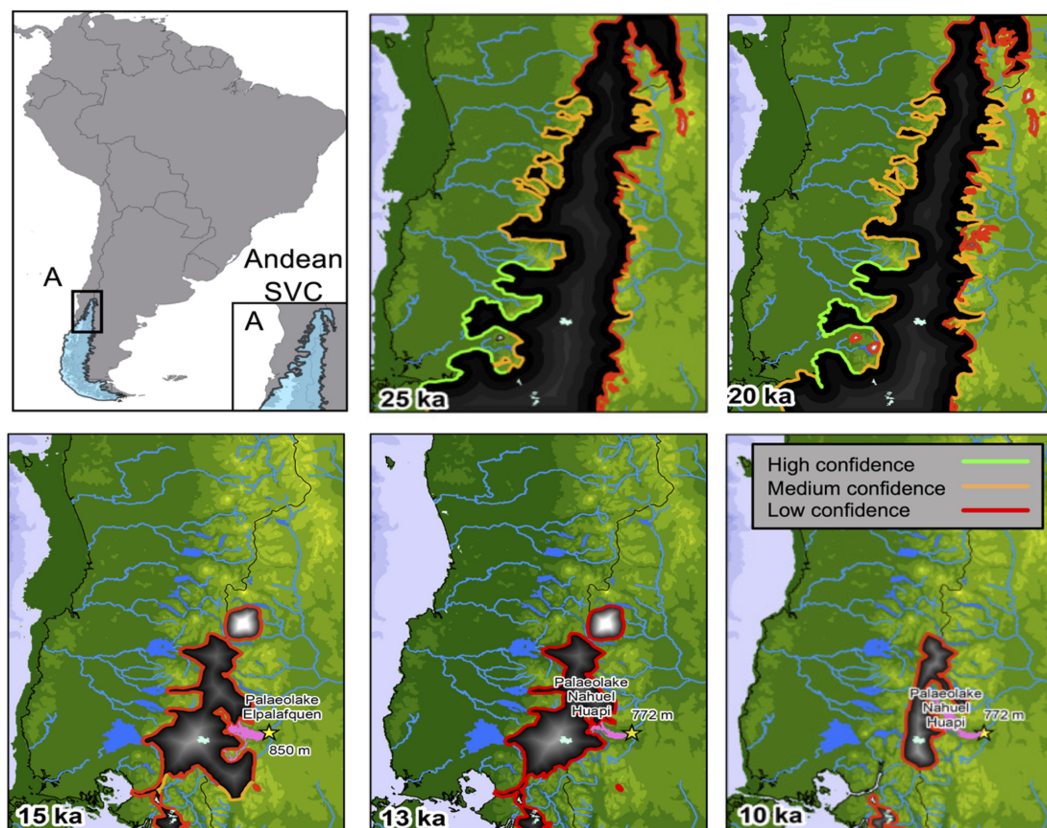 A
Andean
SVC
A
25 ka
20 ka
Palaeolake
Elpalafquen
850 m
15 ka
Palaeolake
Nahuel
Huapi
772 m
13 ka
High confidence
Medium confidence
Low confidence
Palaeolake
Nahuel
Huapi
772 m
10 ka